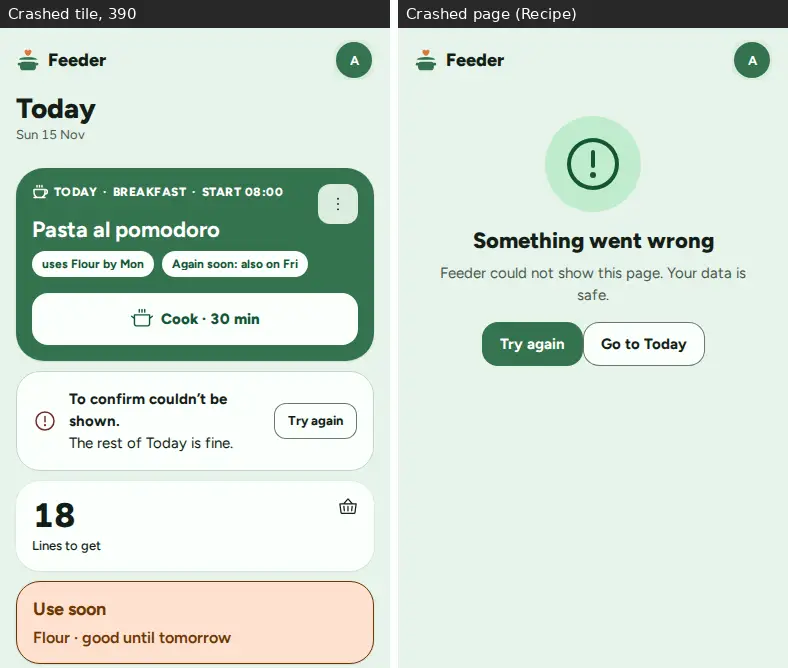 Crashed tile, 390
Feeder
A
Today
Sun 15 Nov
TODAY · BREAKFAST · START 08:00
Pasta al pomodoro
uses Flour by Mon
Again soon: also on Fri
Cook · 30 min
To confirm couldn’t be
shown.
The rest of Today is fine.
Try again
18
Lines to get
Use soon
Flour · good until tomorrow
Crashed page (Recipe)
Feeder
A
Something went wrong
Feeder could not show this page. Your data is
safe.
Try again
Go to Today